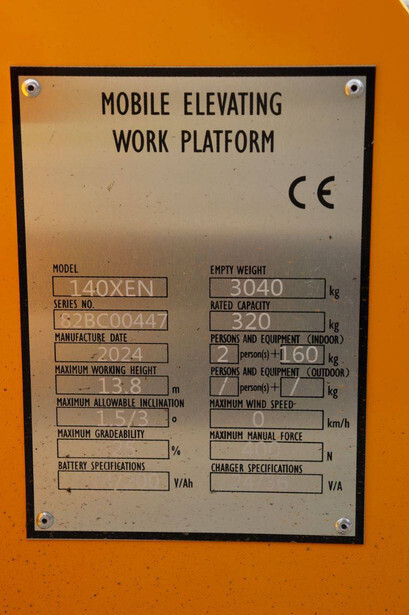 MOBILE ELEVATING
WORK PLATFORM
CE
MODEL
140XEN
EMPTY WEIGHT
3040 kg
SERIES NO.
82BC00447
RATED CAPACITY
320 kg
MANUFACTURE DATE
2024
PERSONS AND EQUIPMENT (INDOOR)
2 person(s)+ 160 kg
MAXIMUM WORKING HEIGHT
13.8 m
PERSONS AND EQUIPMENT (OUTDOOR)
/ person(s)+ / kg
MAXIMUM ALLOWABLE INCLINATION
1.5/3 °
MAXIMUM WIND SPEED
0 km/h
MAXIMUM GRADEABILITY
25 %
MAXIMUM MANUAL FORCE
N
BATTERY SPECIFICATIONS
V/Ah
CHARGER SPECIFICATIONS
V/A